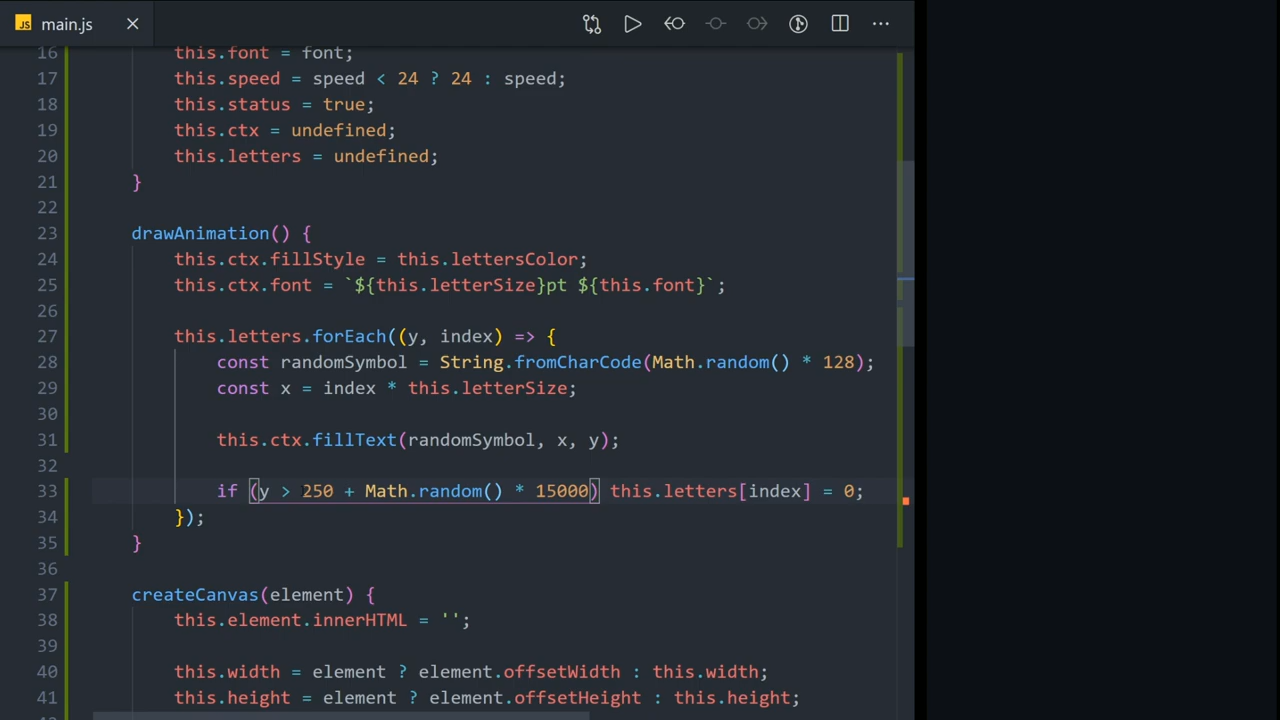 JS main.js
16 this.font = font;
17 this.speed = speed < 24 ? 24 : speed;
18 this.status = true;
19 this.ctx = undefined;
20 this.letters = undefined;
21 }
22
23 drawAnimation() {
24 this.ctx.fillStyle = this.lettersColor;
25 this.ctx.font = `${this.letterSize}pt ${this.font}`;
26
27 this.letters.forEach((y, index) => {
28 const randomSymbol = String.fromCharCode(Math.random() * 128);
29 const x = index * this.letterSize;
30
31 this.ctx.fillText(randomSymbol, x, y);
32
33 if (y > 250 + Math.random() * 15000) this.letters[index] = 0;
34 });
35 }
36
37 createCanvas(element) {
38 this.element.innerHTML = '';
39
40 this.width = element ? element.offsetWidth : this.width;
41 this.height = element ? element.offsetHeight : this.height;